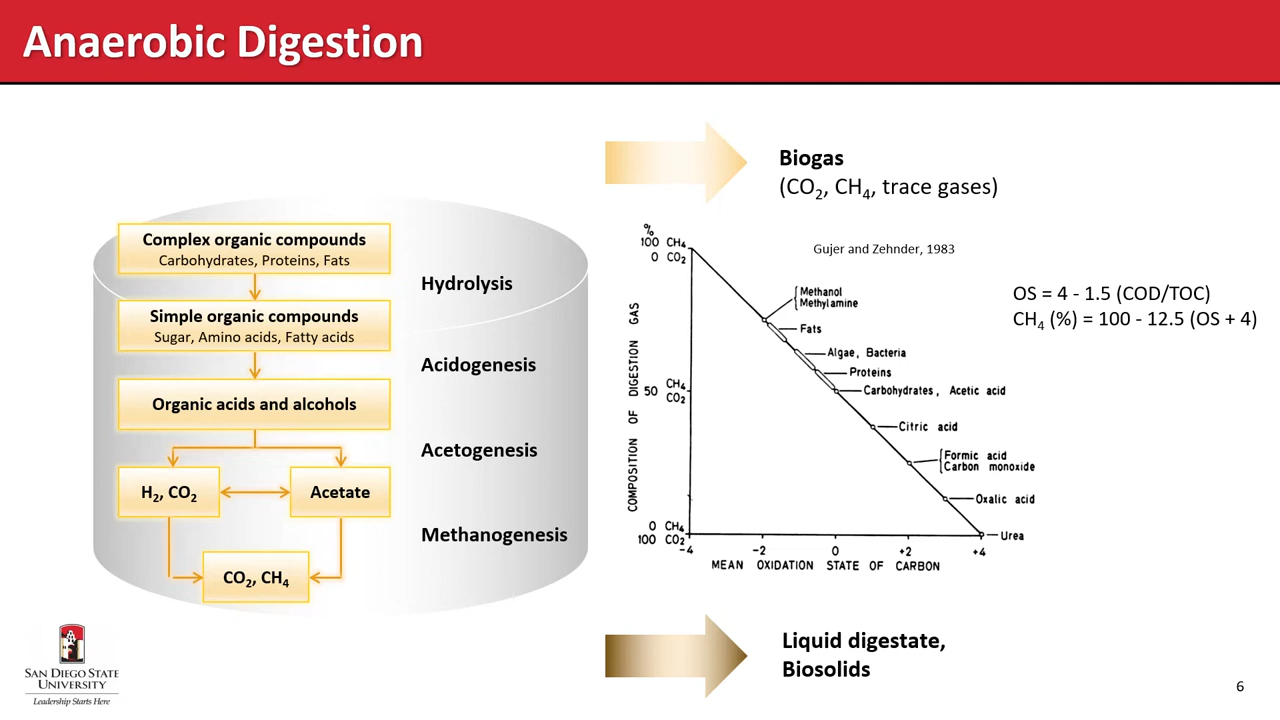 Anaerobic Digestion
Complex organic compounds
Carbohydrates, Proteins, Fats
Simple organic compounds
Sugar, Amino acids, Fatty acids
Organic acids and alcohols
H₂, CO₂
Acetate
CO₂, CH₄
Hydrolysis
Acidogenesis
Acetogenesis
Methanogenesis
Biogas
(CO₂, CH₄, trace gases)
Gujer and Zehnder, 1983
OS = 4 - 1.5 (COD/TOC)
CH₄ (%) = 100 - 12.5 (OS + 4)
%
100 CH₄
0 CO₂
50 CH₄
CO₂
0 CH₄
100 CO₂
COMPOSITION OF DIGESTION GAS
Methanol
Methylamine
Fats
Algae, Bacteria
Proteins
Carbohydrates, Acetic acid
Citric acid
Formic acid
Carbon monoxide
Oxalic acid
Urea
-4 -2 0 +2 +4
MEAN OXIDATION STATE OF CARBON
Liquid digestate,
Biosolids
SAN DIEGO STATE
UNIVERSITY
Leadership Starts Here
6